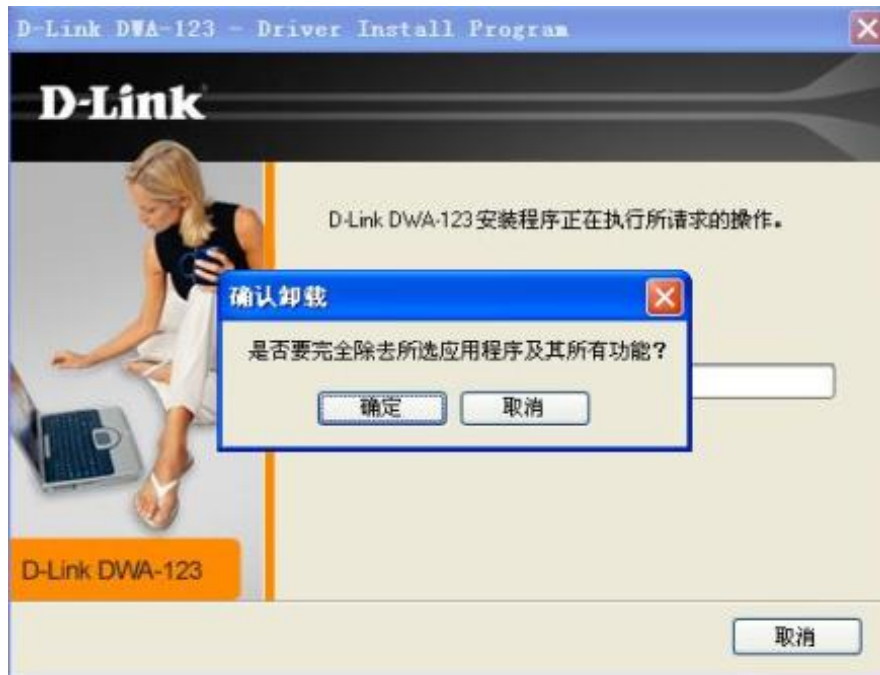 D-Link DWA-123 - Driver Install Program
D-Link
D-Link DWA-123 安装程序正在执行所请求的操作。
确认卸载
是否要完全除去所选应用程序及其所有功能?
确定
取消
D-Link DWA-123
取消